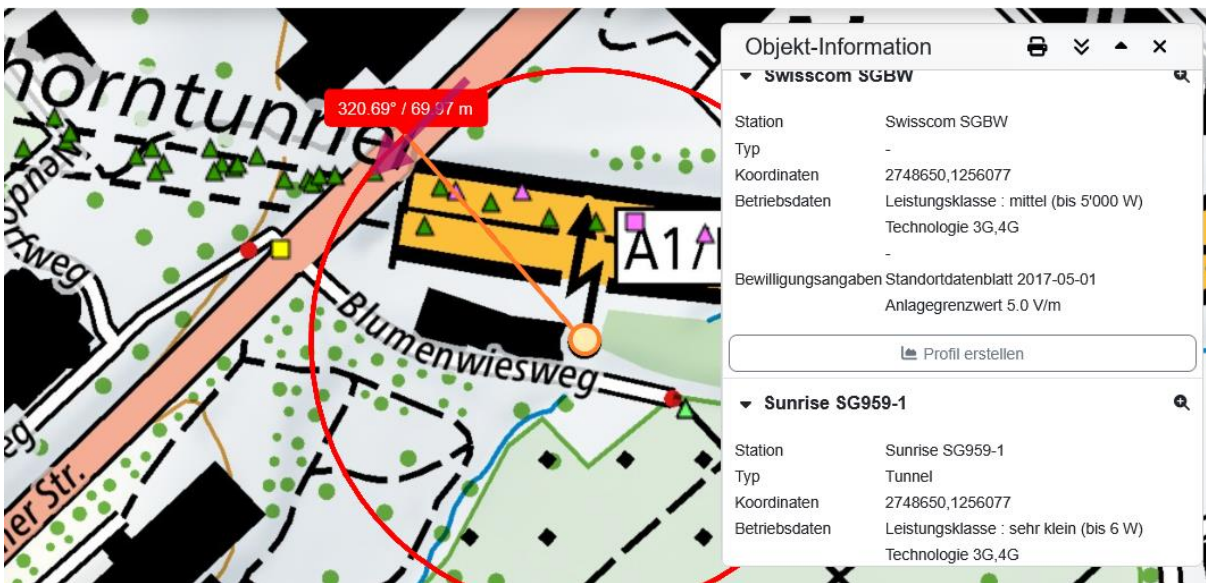 horntunnel
320.69° / 69.97 m
A1/
Blumenwiesweg
Objekt-Information
Swisscom SGBW
Station Swisscom SGBW
Typ -
Koordinaten 2748650,1256077
Betriebsdaten Leistungsklasse : mittel (bis 5'000 W)
Technologie 3G,4G
-
Bewilligungsangaben Standortdatenblatt 2017-05-01
Anlagegrenzwert 5.0 V/m
Profil erstellen
Sunrise SG959-1
Station Sunrise SG959-1
Typ Tunnel
Koordinaten 2748650,1256077
Betriebsdaten Leistungsklasse : sehr klein (bis 6 W)
Technologie 3G,4G